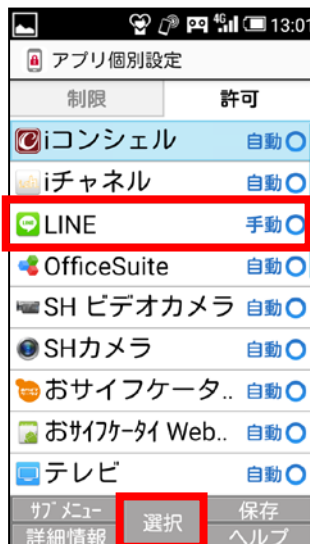 4G 13:01
アプリ個別設定
制限 許可
iコンシェル 自動
iチャネル 自動
LINE 手動
OfficeSuite 自動
SH ビデオカメラ 自動
SHカメラ 自動
おサイフケータ.. 自動
おサイフケータイ Web.. 自動
テレビ 自動
サブメニュー 選択 保存
詳細情報 ヘルプ